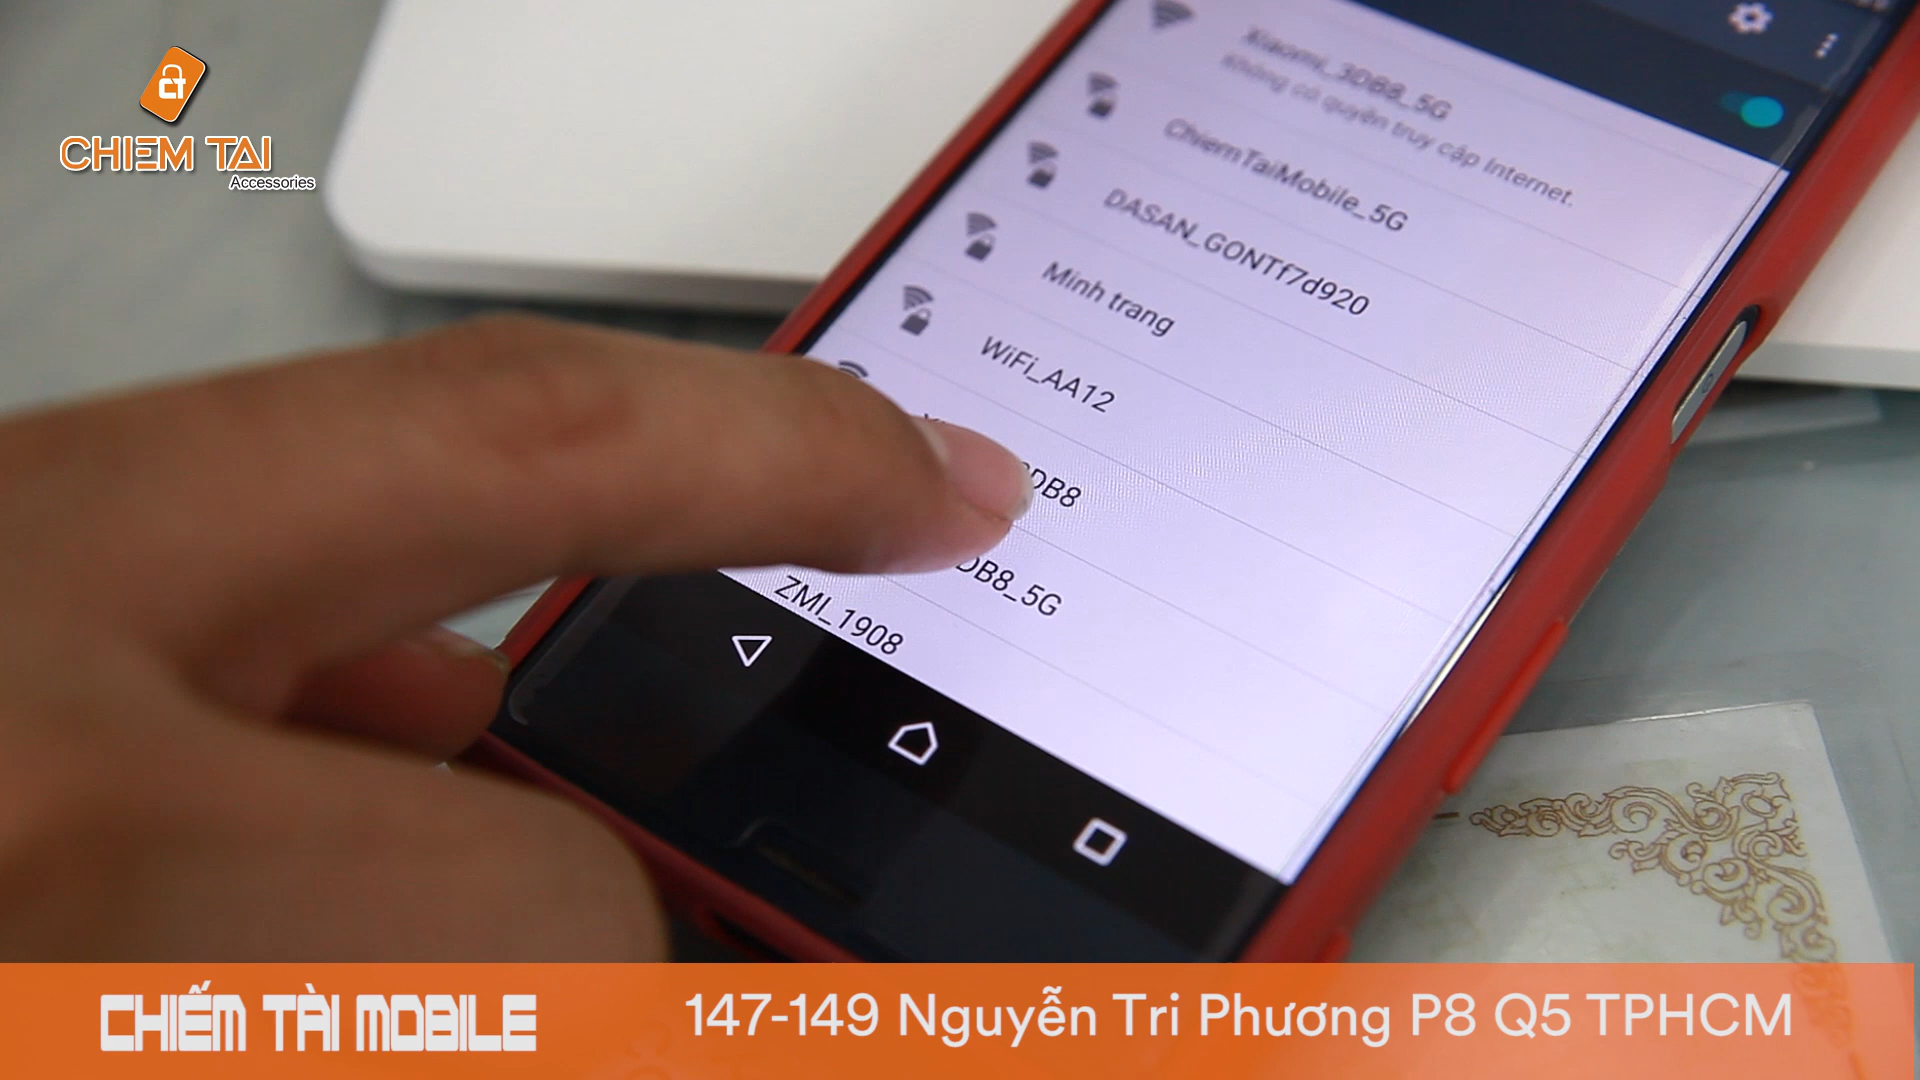 CT
CHIEM TAI
Accessories
Xiaomi_3DB8_5G
Không có quyền truy cập Internet.
ChiemTaiMobile_5G
DASAN_GONTf7d920
Minh trang
WiFi_AA12
DB8
DB8_5G
ZMI_1908
CHIẾM TÀI MOBILE
147-149 Nguyễn Tri Phương P8 Q5 TPHCM